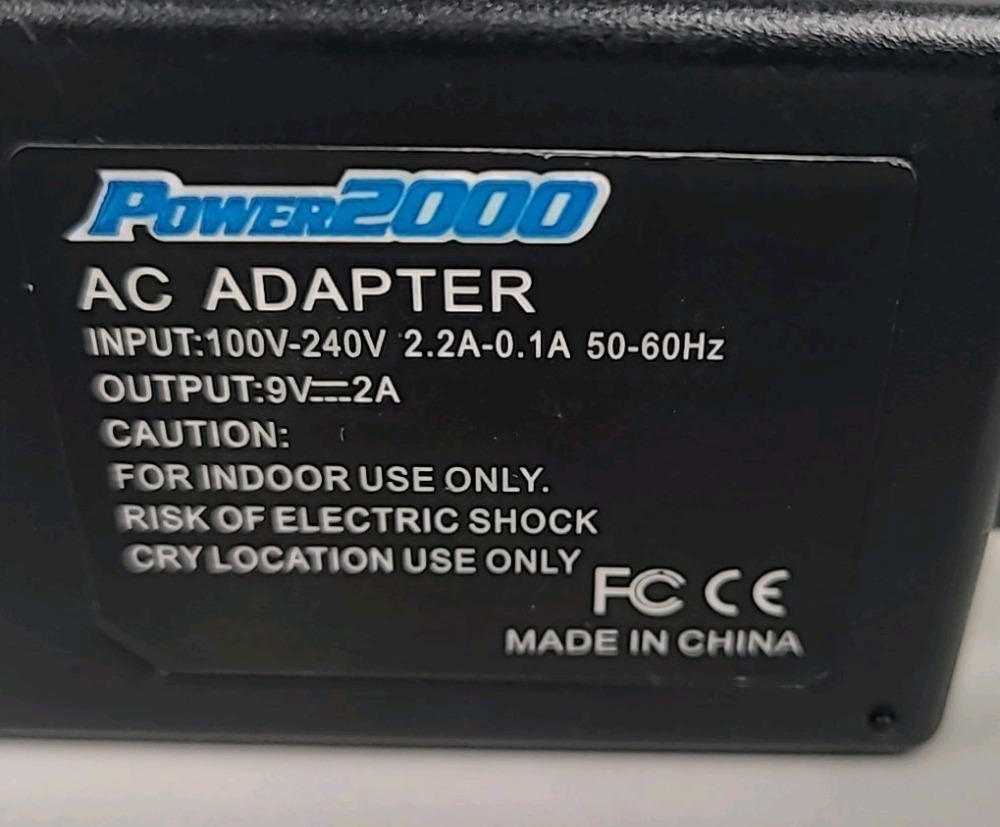 POWER2000
AC ADAPTER
INPUT:100V-240V 2.2A-0.1A 50-60Hz
OUTPUT:9V⎓2A
CAUTION:
FOR INDOOR USE ONLY.
RISK OF ELECTRIC SHOCK
CRY LOCATION USE ONLY
FC CE
MADE IN CHINA